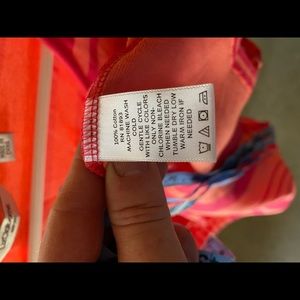 100% Cotton
RN 81893
MACHINE WASH
COLD
GENTLE CYCLE
WITH LIKE COLORS
ONLY NON-
CHLORINE BLEACH
WHEN NEEDED
TUMBLE DRY LOW
WARM IRON IF
NEEDED